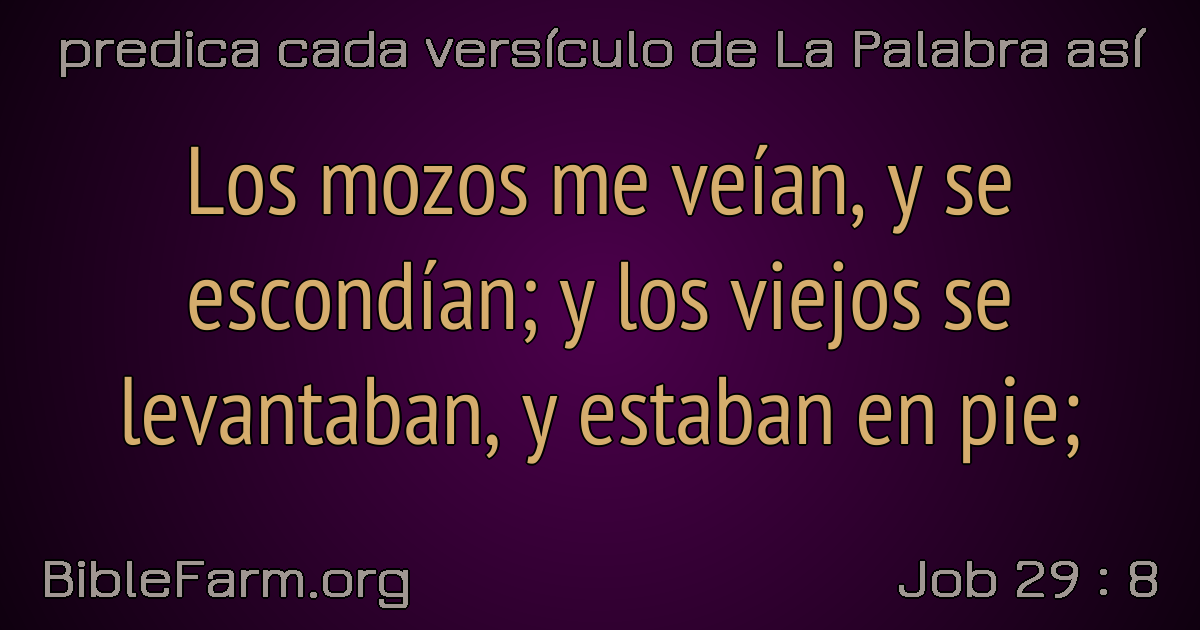 predica cada versículo de La Palabra así
Los mozos me veían, y se
escondían; y los viejos se
levantaban, y estaban en pie;
BibleFarm.org
Job 29 : 8